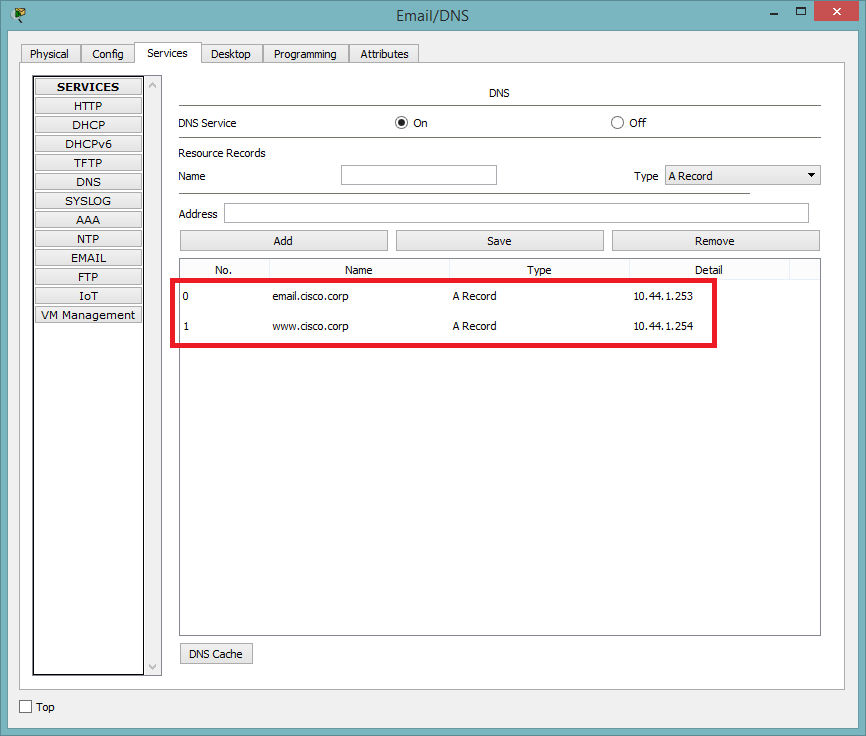 Email/DNS
Physical Config Services Desktop Programming Attributes
SERVICES
HTTP
DHCP
DHCPv6
TFTP
DNS
SYSLOG
AAA
NTP
EMAIL
FTP
IoT
VM Management
DNS
DNS Service On Off
Resource Records
Name Type A Record
Address
Add Save Remove
No. Name Type Detail
0 email.cisco.corp A Record 10.44.1.253
1 www.cisco.corp A Record 10.44.1.254
DNS Cache
Top